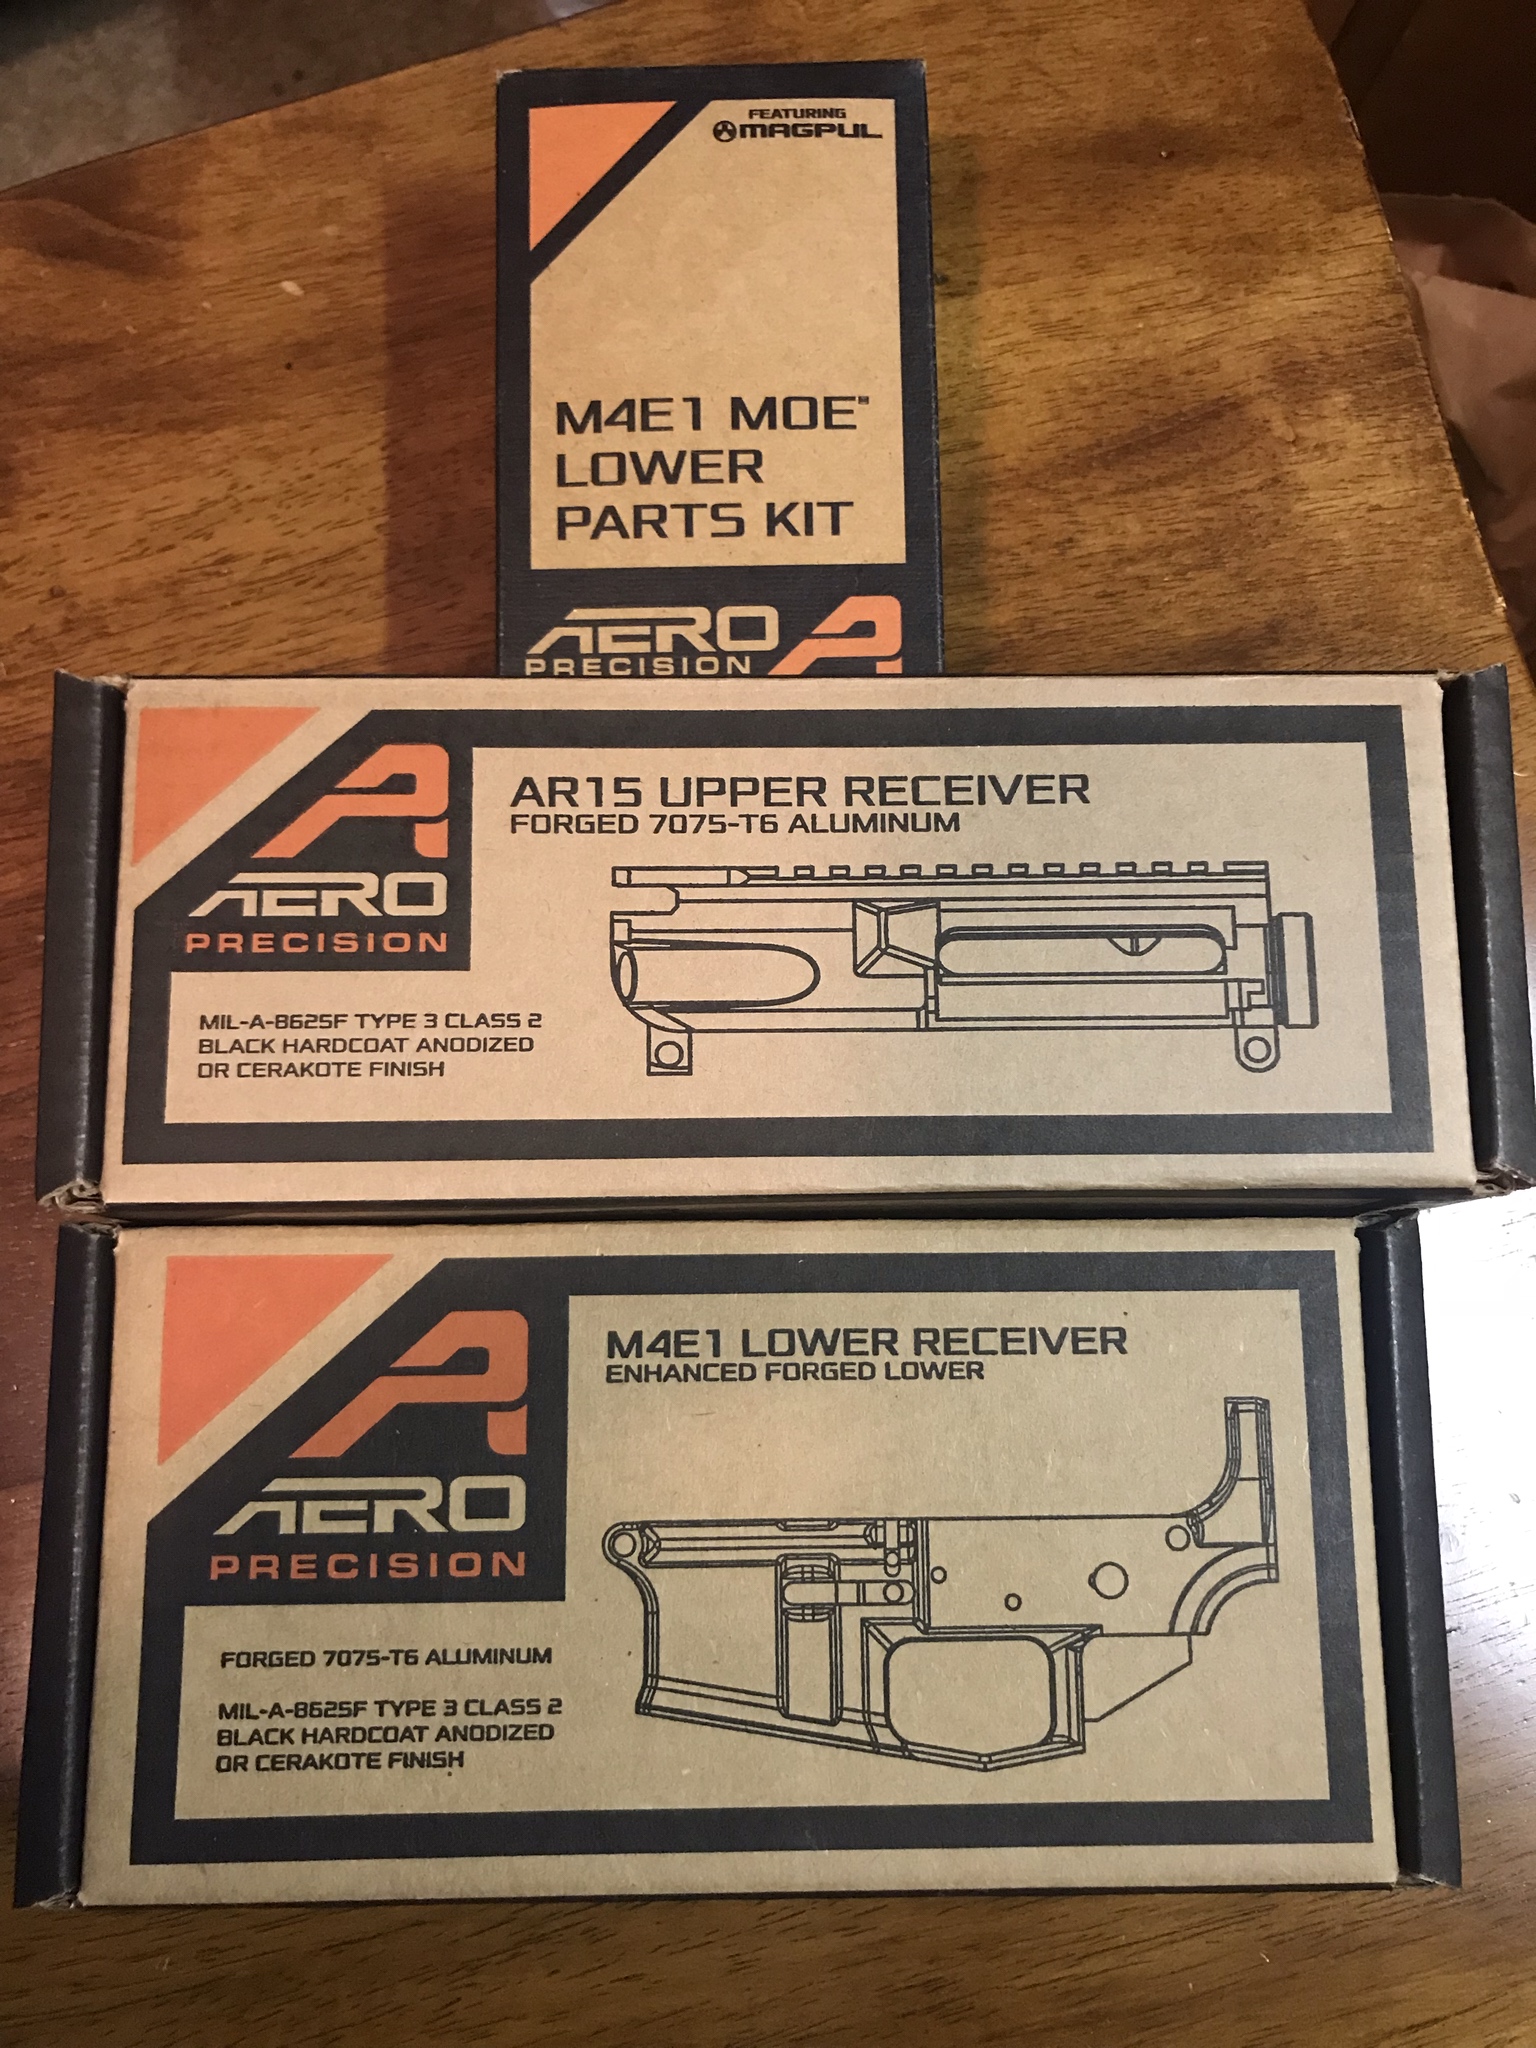 FEATURING
MAGPUL
M4E1 MOE®
LOWER
PARTS KIT
AERO
PRECISION
AR15 UPPER RECEIVER
FORGED 7075-T6 ALUMINUM
AERO
PRECISION
MIL-A-8625F TYPE 3 CLASS 2
BLACK HARDCOAT ANODIZED
OR CERAKOTE FINISH
M4E1 LOWER RECEIVER
ENHANCED FORGED LOWER
AERO
PRECISION
FORGED 7075-T6 ALUMINUM
MIL-A-8625F TYPE 3 CLASS 2
BLACK HARDCOAT ANODIZED
OR CERAKOTE FINISH